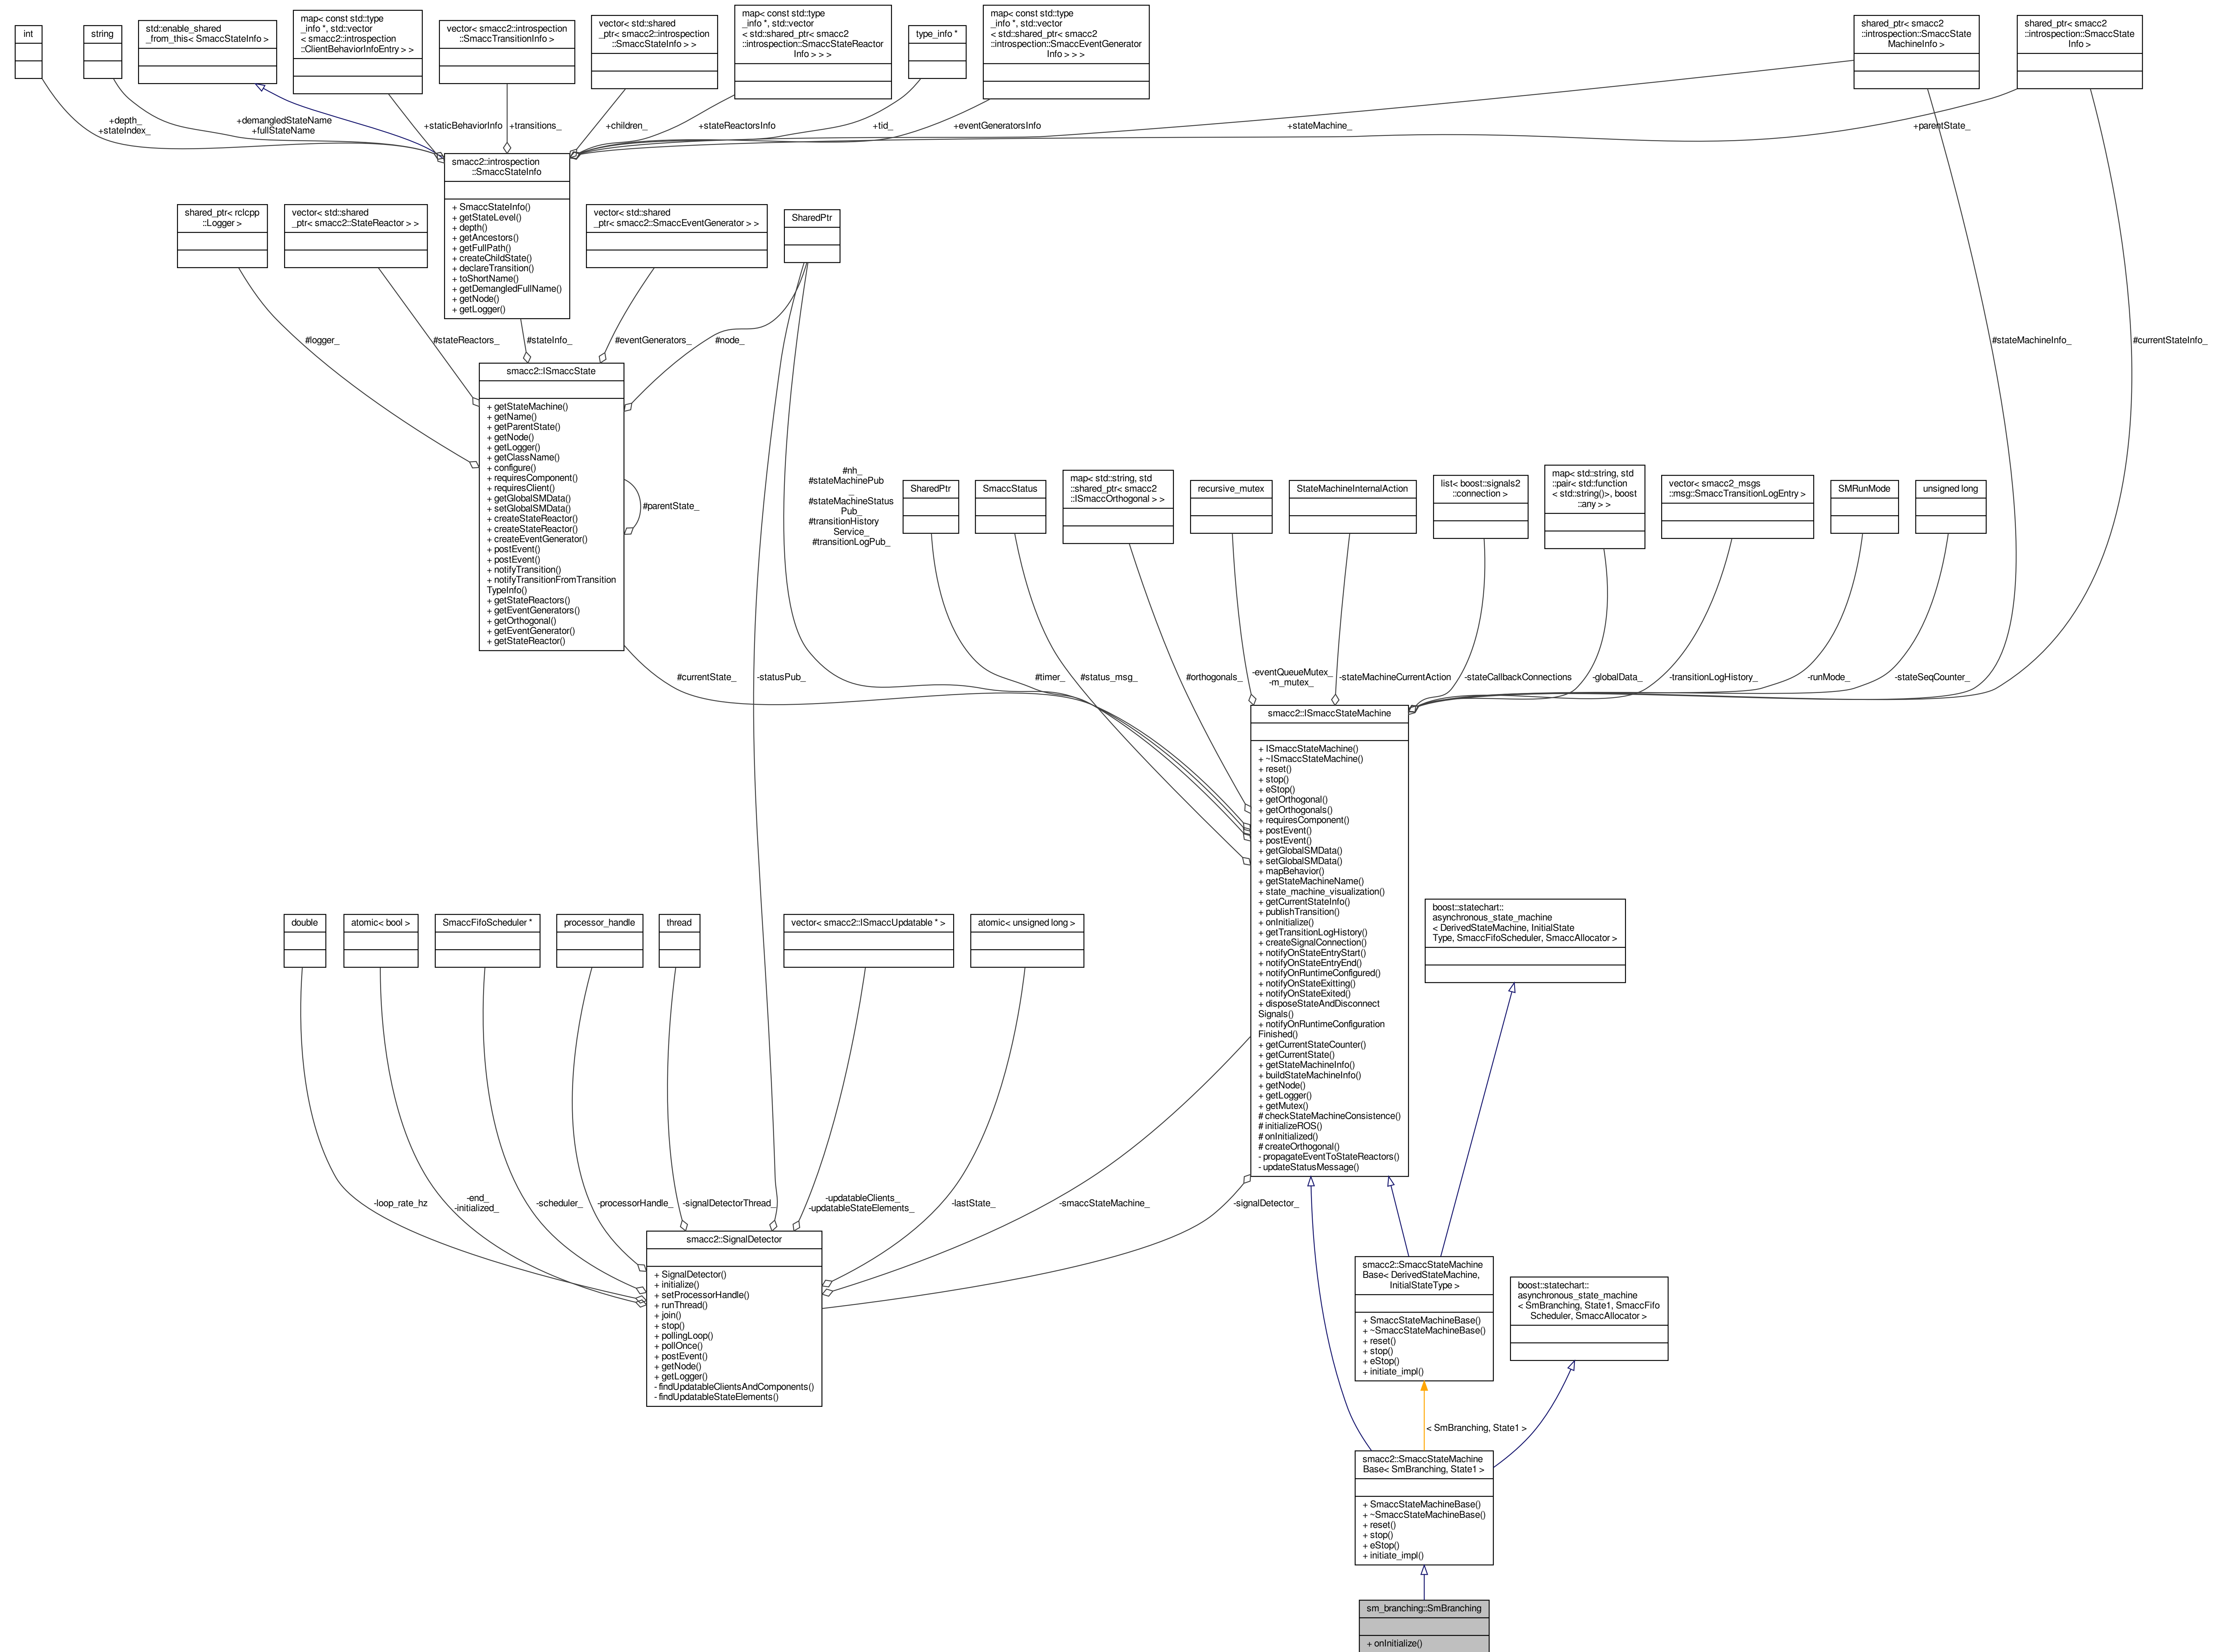 int
string
std::enable_shared
_from_this< SmaccStateInfo >
map< const std::type
_info *, std::vector
< smacc2::introspection
::ClientBehaviorInfoEntry > >
vector< smacc2::introspection
::SmaccTransitionInfo >
vector< std::shared
_ptr< smacc2::introspection
::SmaccStateInfo > >
map< const std::type
_info *, std::vector
< std::shared_ptr< smacc2
::introspection::SmaccStateReactor
Info > > >
type_info *
map< const std::type
_info *, std::vector
< std::shared_ptr< smacc2
::introspection::SmaccEventGenerator
Info > > >
shared_ptr< smacc2
::introspection::SmaccState
MachineInfo >
shared_ptr< smacc2
::introspection::SmaccState
Info >
+depth_
+stateIndex_
+demangledStateName
+fullStateName
+staticBehaviorInfo
+transitions_
+children_
+stateReactorsInfo
+tid_
+eventGeneratorsInfo
+stateMachine_
+parentState_
smacc2::introspection
::SmaccStateInfo
+ SmaccStateInfo()
+ getStateLevel()
+ depth()
+ getAncestors()
+ getFullPath()
+ createChildState()
+ declareTransition()
+ toShortName()
+ getDemangledFullName()
+ getNode()
+ getLogger()
shared_ptr< rclcpp
::Logger >
vector< std::shared
_ptr< smacc2::StateReactor > >
vector< std::shared
_ptr< smacc2::SmaccEventGenerator > >
SharedPtr
#logger_
#stateReactors_
#stateInfo_
#eventGenerators_
#node_
#stateMachineInfo_
#currentStateInfo_
smacc2::ISmaccState
+ getStateMachine()
+ getName()
+ getParentState()
+ getNode()
+ getLogger()
+ getClassName()
+ configure()
+ requiresComponent()
+ requiresClient()
+ getGlobalSMData()
+ setGlobalSMData()
+ createStateReactor()
+ createStateReactor()
+ createEventGenerator()
+ postEvent()
+ postEvent()
+ notifyTransition()
+ notifyTransitionFromTransition
TypeInfo()
+ getStateReactors()
+ getEventGenerators()
+ getOrthogonal()
+ getEventGenerator()
+ getStateReactor()
#parentState_
#nh_
#stateMachinePub
_
#stateMachineStatus
Pub_
#transitionHistory
Service_
#transitionLogPub_
SharedPtr
SmaccStatus
map< std::string, std
::shared_ptr< smacc2
::ISmaccOrthogonal > >
recursive_mutex
StateMachineInternalAction
list< boost::signals2
::connection >
map< std::string, std
::pair< std::function
< std::string()>, boost
::any > >
vector< smacc2_msgs
::msg::SmaccTransitionLogEntry >
SMRunMode
unsigned long
#currentState_
-statusPub_
#timer_
#status_msg_
#orthogonals_
-eventQueueMutex_
-m_mutex_
-stateMachineCurrentAction
-stateCallbackConnections
-globalData_
-transitionLogHistory_
-runMode_
-stateSeqCounter_
smacc2::ISmaccStateMachine
+ ISmaccStateMachine()
+ ~ISmaccStateMachine()
+ reset()
+ stop()
+ eStop()
+ getOrthogonal()
+ getOrthogonals()
+ requiresComponent()
+ postEvent()
+ postEvent()
+ getGlobalSMData()
+ setGlobalSMData()
+ mapBehavior()
+ getStateMachineName()
+ state_machine_visualization()
+ getCurrentStateInfo()
+ publishTransition()
+ onInitialize()
+ getTransitionLogHistory()
+ createSignalConnection()
+ notifyOnStateEntryStart()
+ notifyOnStateEntryEnd()
+ notifyOnRuntimeConfigured()
+ notifyOnStateExitting()
+ notifyOnStateExited()
+ disposeStateAndDisconnect
Signals()
+ notifyOnRuntimeConfiguration
Finished()
+ getCurrentStateCounter()
+ getCurrentState()
+ getStateMachineInfo()
+ buildStateMachineInfo()
+ getNode()
+ getLogger()
+ getMutex()
# checkStateMachineConsistence()
# initializeROS()
# onInitialized()
# createOrthogonal()
- propagateEventToStateReactors()
- updateStatusMessage()
double
atomic< bool >
SmaccFifoScheduler *
processor_handle
thread
vector< smacc2::ISmaccUpdatable * >
atomic< unsigned long >
boost::statechart::
asynchronous_state_machine
< DerivedStateMachine, InitialState
Type, SmaccFifoScheduler, SmaccAllocator >
-loop_rate_hz
-end_
-initialized_
-scheduler_
-processorHandle_
-signalDetectorThread_
-updatableClients_
-updatableStateElements_
-lastState_
-smaccStateMachine_
-signalDetector_
smacc2::SignalDetector
+ SignalDetector()
+ initialize()
+ setProcessorHandle()
+ runThread()
+ join()
+ stop()
+ pollingLoop()
+ pollOnce()
+ postEvent()
+ getNode()
+ getLogger()
- findUpdatableClientsAndComponents()
- findUpdatableStateElements()
smacc2::SmaccStateMachine
Base< DerivedStateMachine,
InitialStateType >
+ SmaccStateMachineBase()
+ ~SmaccStateMachineBase()
+ reset()
+ stop()
+ eStop()
+ initiate_impl()
boost::statechart::
asynchronous_state_machine
< SmBranching, State1, SmaccFifo
Scheduler, SmaccAllocator >
< SmBranching, State1 >
smacc2::SmaccStateMachine
Base< SmBranching, State1 >
+ SmaccStateMachineBase()
+ ~SmaccStateMachineBase()
+ reset()
+ stop()
+ eStop()
+ initiate_impl()
sm_branching::SmBranching
+ onInitialize()